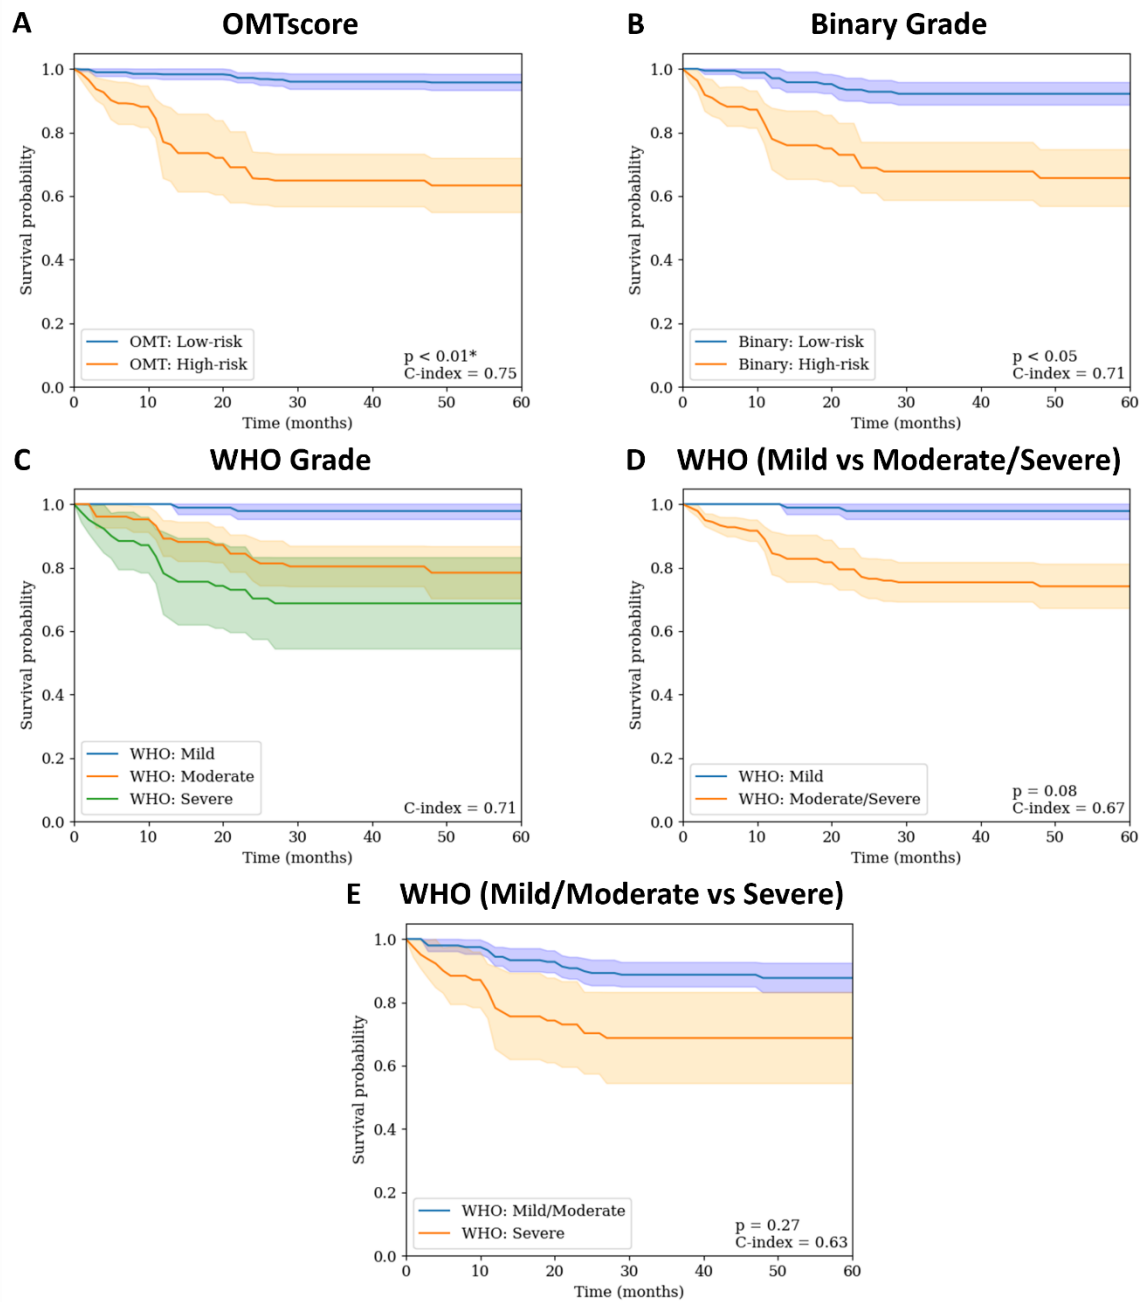 A OMTscore
Survival probability
1.0
0.8
0.6
0.4
0.2
0.0
OMT: Low-risk
OMT: High-risk
p < 0.01*
C-index = 0.75
0 10 20 30 40 50 60
Time (months)
B Binary Grade
Survival probability
1.0
0.8
0.6
0.4
0.2
0.0
Binary: Low-risk
Binary: High-risk
p < 0.05
C-index = 0.71
0 10 20 30 40 50 60
Time (months)
C WHO Grade
Survival probability
1.0
0.8
0.6
0.4
0.2
0.0
WHO: Mild
WHO: Moderate
WHO: Severe
C-index = 0.71
0 10 20 30 40 50 60
Time (months)
D WHO (Mild vs Moderate/Severe)
Survival probability
1.0
0.8
0.6
0.4
0.2
0.0
WHO: Mild
WHO: Moderate/Severe
p = 0.08
C-index = 0.67
0 10 20 30 40 50 60
Time (months)
E WHO (Mild/Moderate vs Severe)
Survival probability
1.0
0.8
0.6
0.4
0.2
0.0
WHO: Mild/Moderate
WHO: Severe
p = 0.27
C-index = 0.63
0 10 20 30 40 50 60
Time (months)